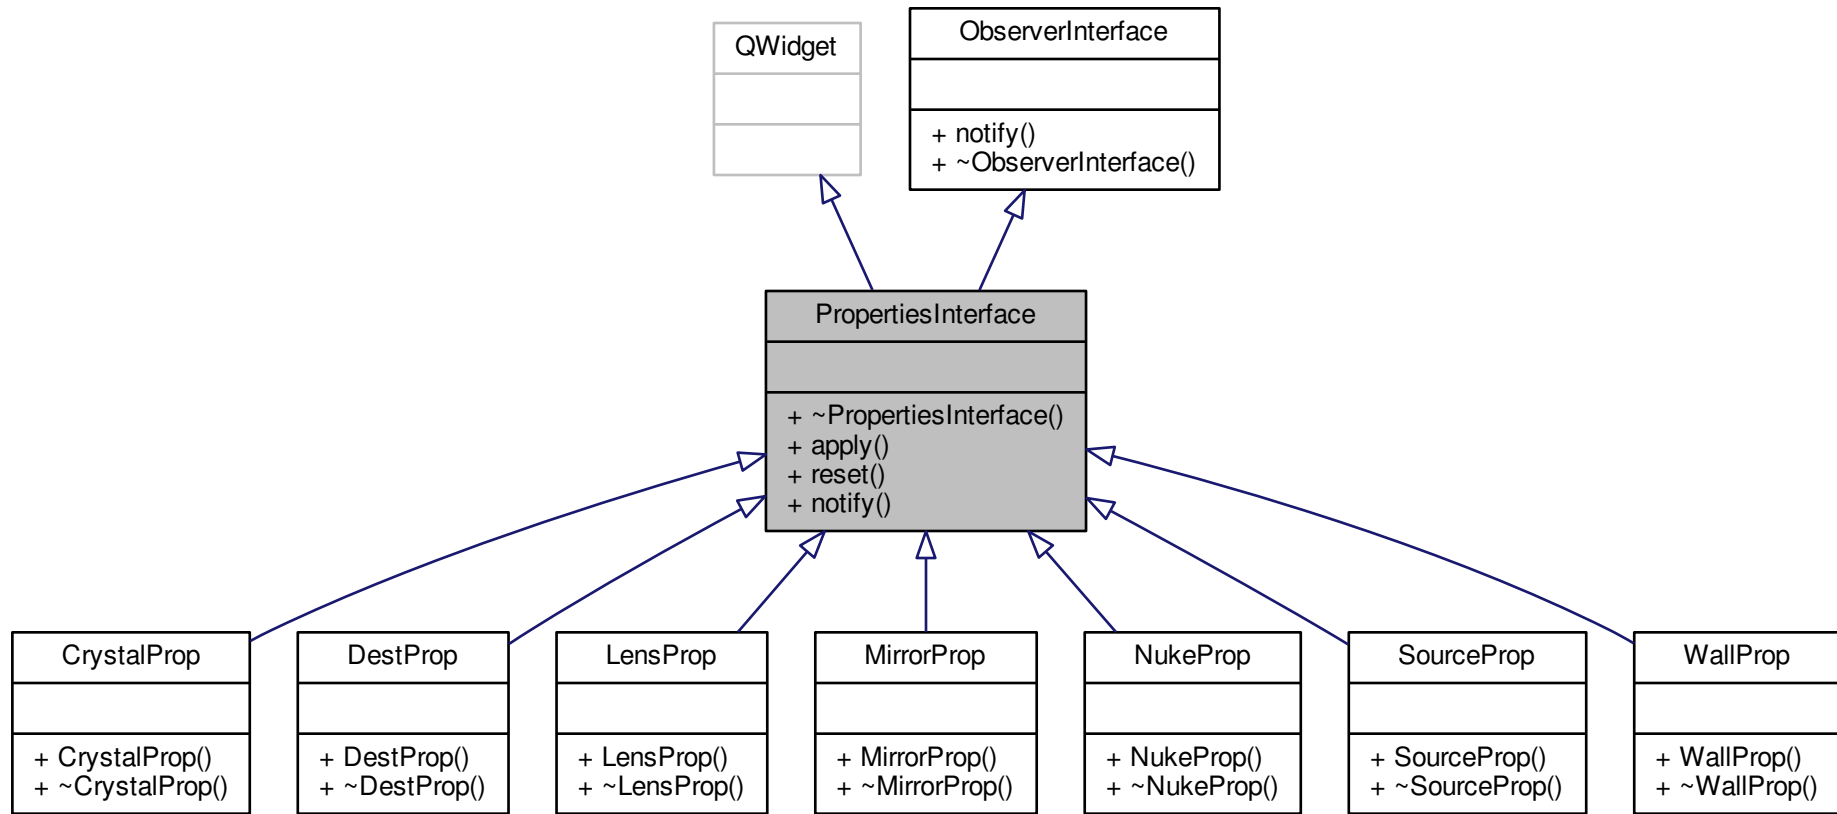 QWidget
ObserverInterface
+ notify()
+ ~ObserverInterface()
PropertiesInterface
+ ~PropertiesInterface()
+ apply()
+ reset()
+ notify()
CrystalProp
+ CrystalProp()
+ ~CrystalProp()
DestProp
+ DestProp()
+ ~DestProp()
LensProp
+ LensProp()
+ ~LensProp()
MirrorProp
+ MirrorProp()
+ ~MirrorProp()
NukeProp
+ NukeProp()
+ ~NukeProp()
SourceProp
+ SourceProp()
+ ~SourceProp()
WallProp
+ WallProp()
+ ~WallProp()